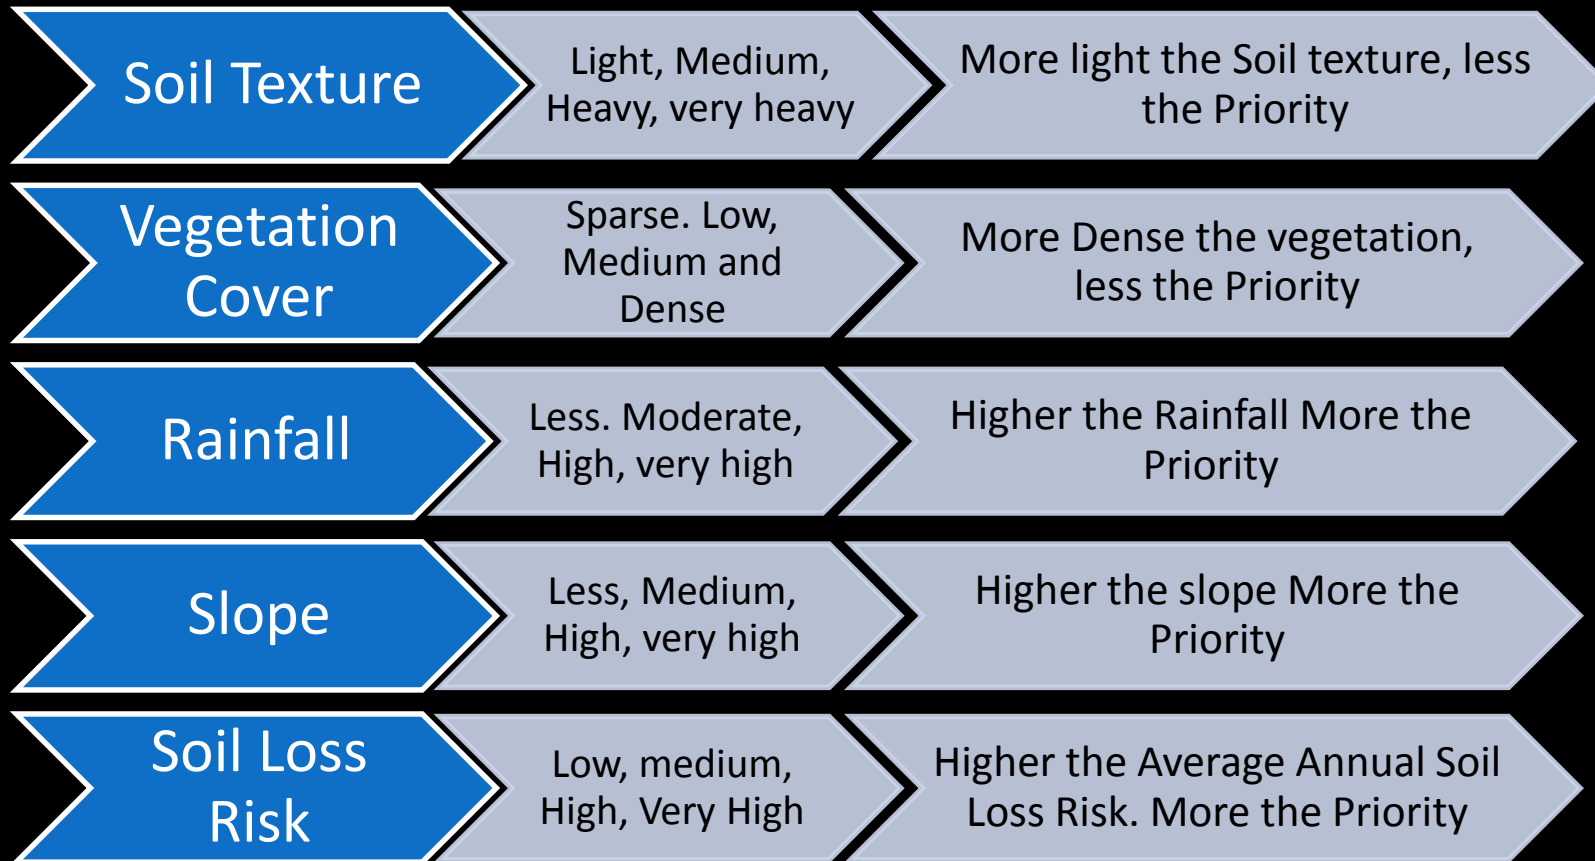 Soil Texture
Light, Medium,
Heavy, very heavy
More light the Soil texture, less
the Priority
Vegetation
Cover
Sparse. Low,
Medium and
Dense
More Dense the vegetation,
less the Priority
Rainfall
Less. Moderate,
High, very high
Higher the Rainfall More the
Priority
Slope
Less, Medium,
High, very high
Higher the slope More the
Priority
Soil Loss
Risk
Low, medium,
High, Very High
Higher the Average Annual Soil
Loss Risk. More the Priority